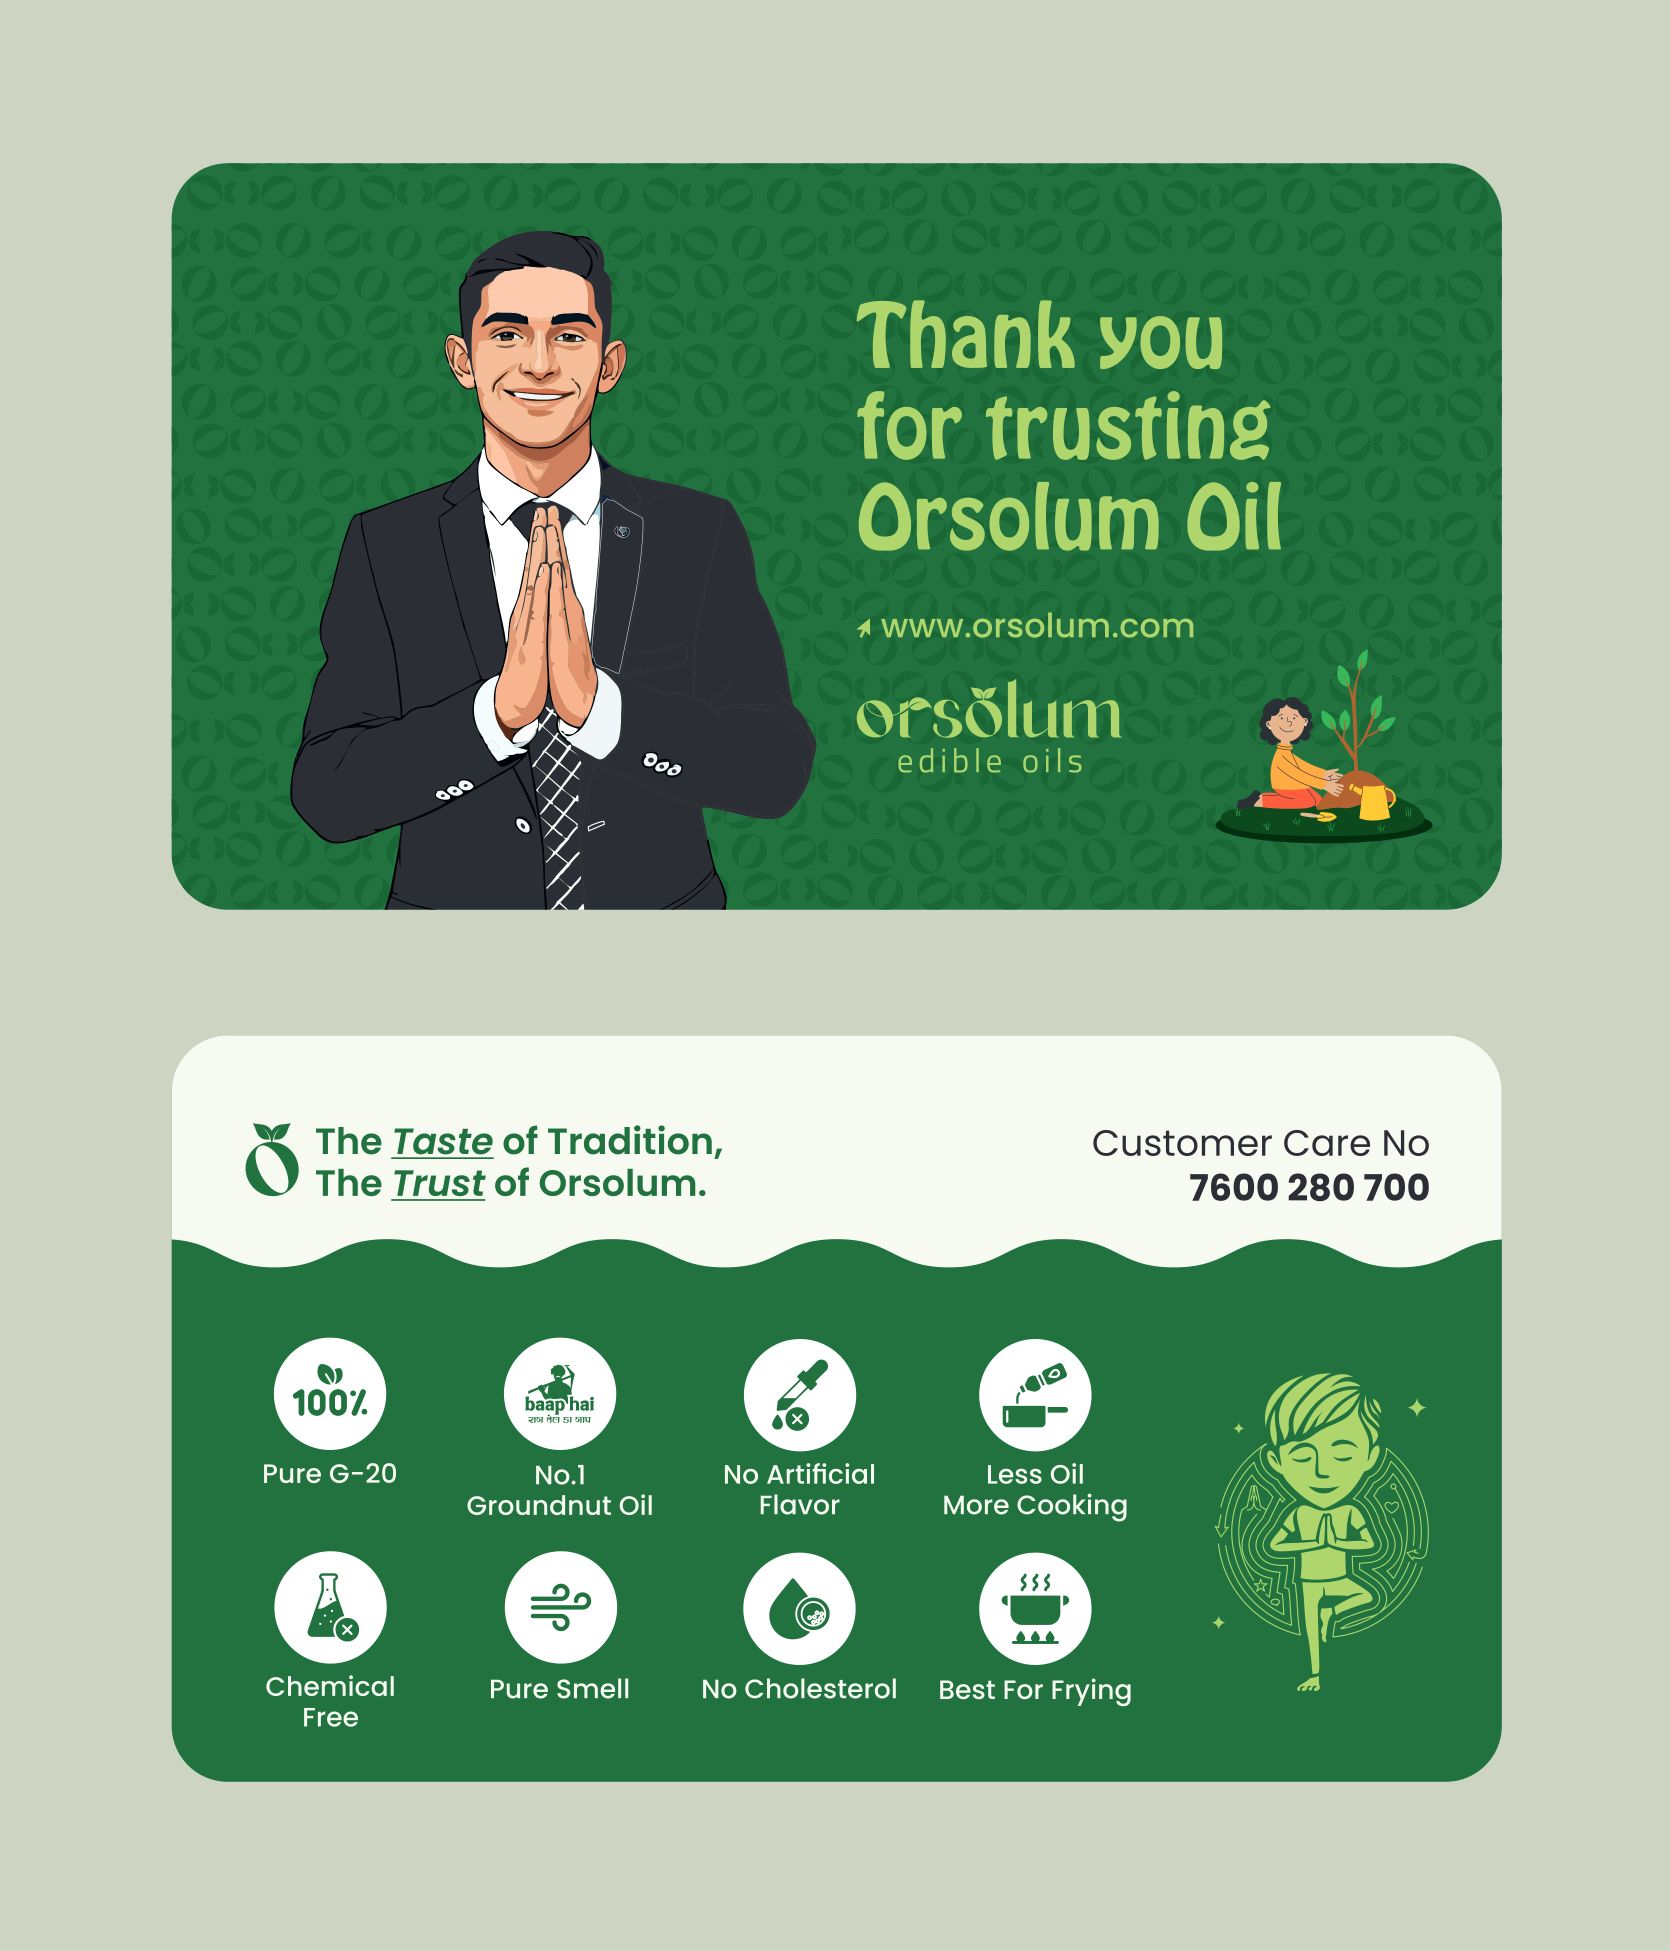 Thank you
for trusting
Orsolum Oil
www.orsolum.com
orsolum
edible oils
The Taste of Tradition,
The Trust of Orsolum.
Customer Care No
7600 280 700
100%
Pure G-20
baap hai
No.1
Groundnut Oil
No Artificial
Flavor
Less Oil
More Cooking
Chemical
Free
Pure Smell
No Cholesterol
Best For Frying